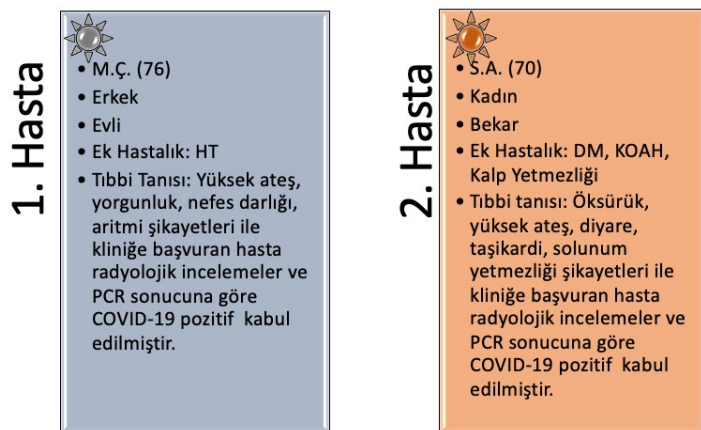 1. Hasta
• M.Ç. (76)
• Erkek
• Evli
• Ek Hastalık: HT
• Tıbbi Tanısı: Yüksek ateş,
yorgunluk, nefes darlığı,
aritmi şikayetleri ile
kliniğe başvuran hasta
radyolojik incelemeler ve
PCR sonucuna göre
COVID-19 pozitif kabul
edilmiştir.
2. Hasta
• S.A. (70)
• Kadın
• Bekar
• Ek Hastalık: DM, KOAH,
Kalp Yetmezliği
• Tıbbi tanısı: Öksürük,
yüksek ateş, diyare,
taşikardi, solunum
yetmezliği şikayetleri ile
kliniğe başvuran hasta
radyolojik incelemeler ve
PCR sonucuna göre
COVID-19 pozitif kabul
edilmiştir.